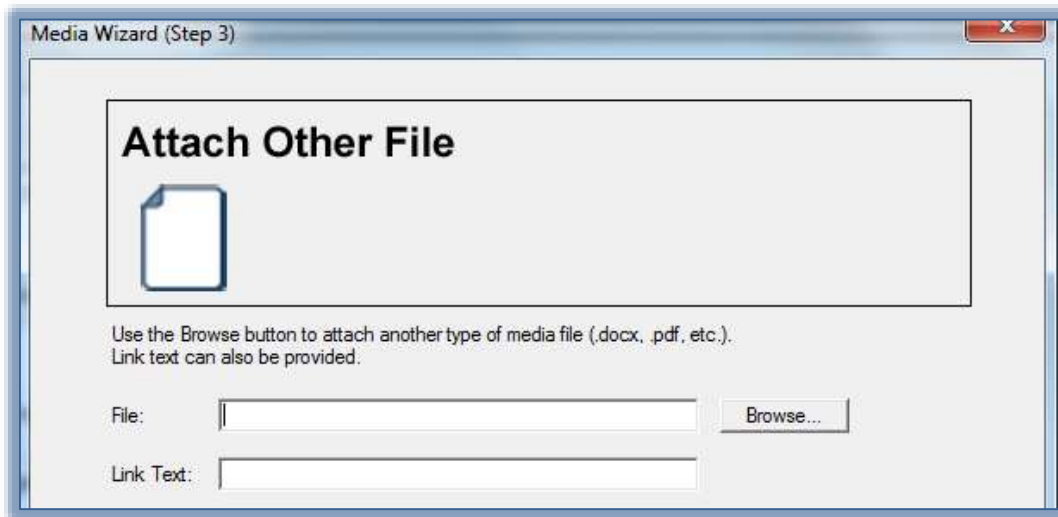 Media Wizard (Step 3)
Attach Other File
Use the Browse button to attach another type of media file (.docx, .pdf, etc.).
Link text can also be provided.
File:
Browse...
Link Text: